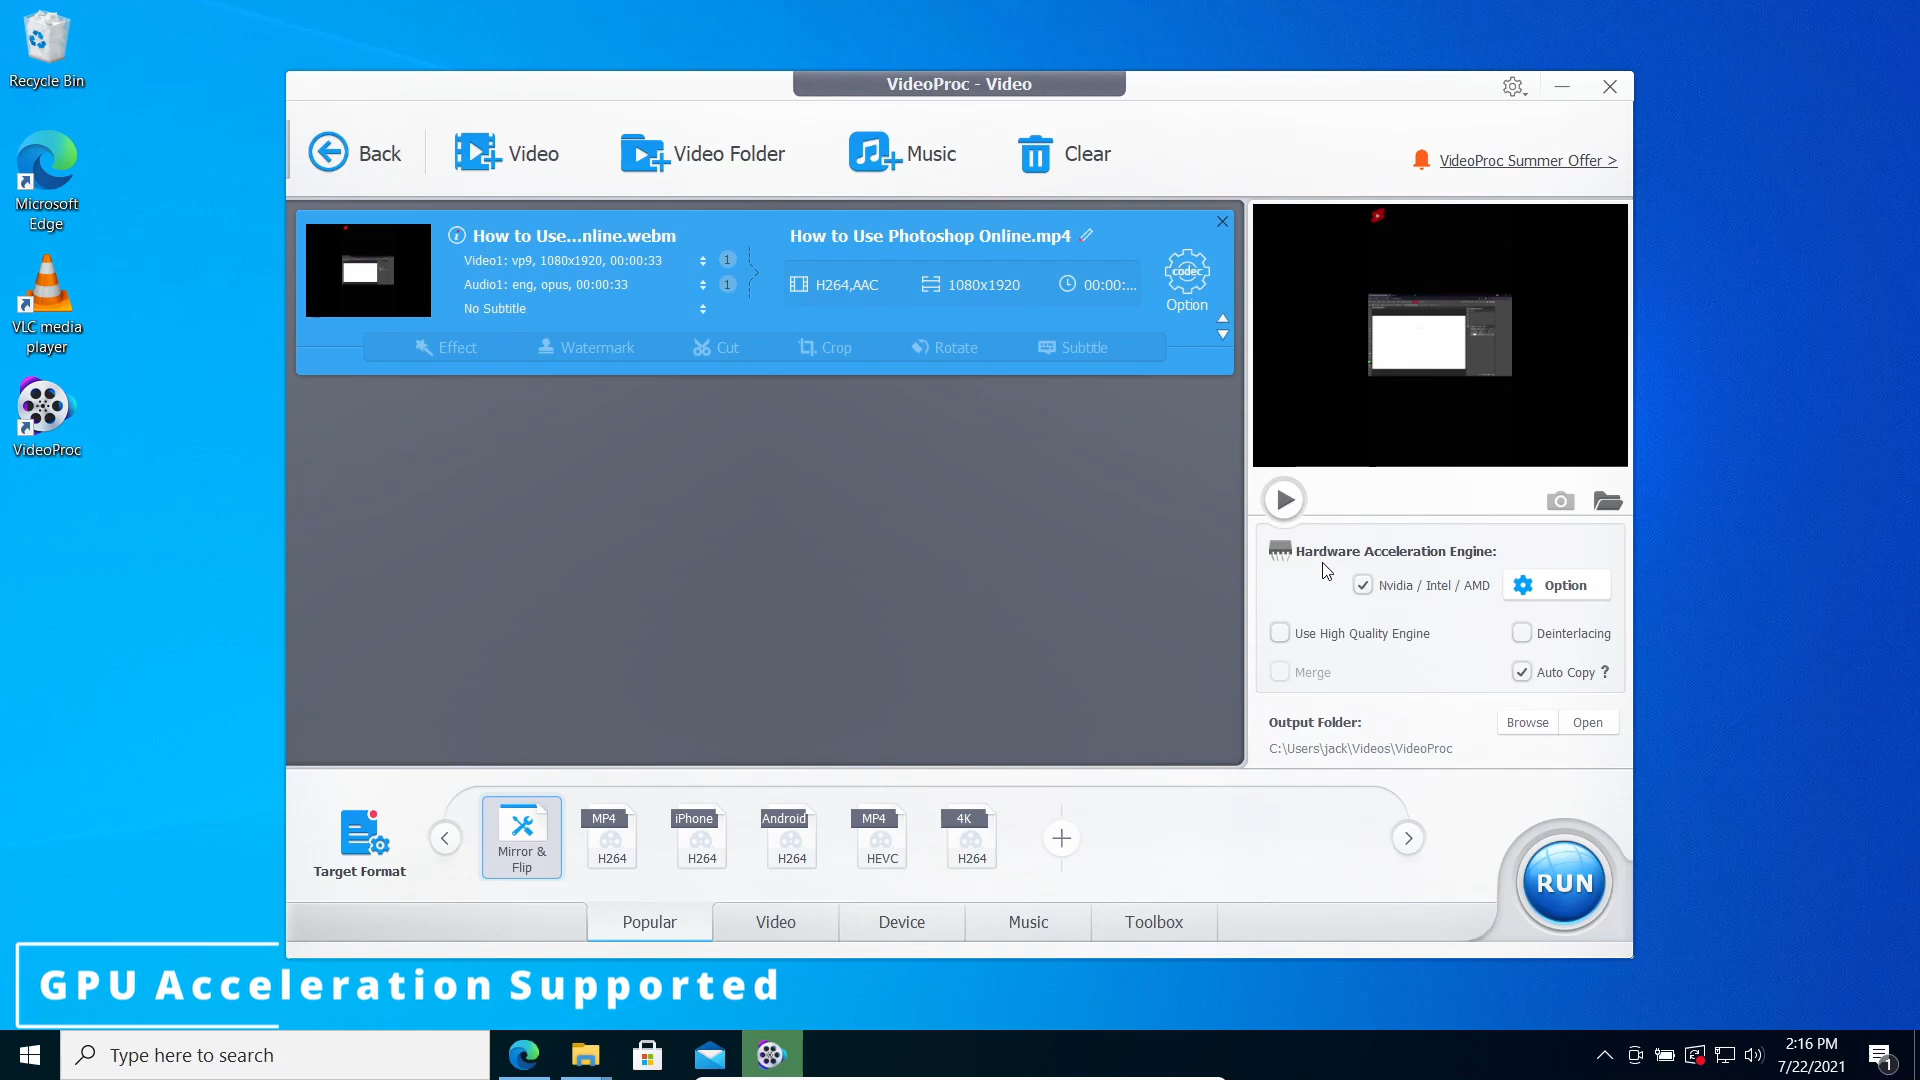 Recycle Bin
Microsoft
Edge
VLC media
player
VideoProc
VideoProc - Video
Back
Video
Video Folder
Music
Clear
VideoProc Summer Offer >
How to Use...nline.webm
Video1: vp9, 1080x1920, 00:00:33
1
Audio1: eng, opus, 00:00:33
1
No Subtitle
How to Use Photoshop Online.mp4
H264,AAC
1080x1920
00:00:...
codec
Option
Effect
Watermark
Cut
Crop
Rotate
Subtitle
Hardware Acceleration Engine:
Nvidia / Intel / AMD
Option
Use High Quality Engine
Deinterlacing
Merge
Auto Copy ?
Output Folder:
Browse
Open
C:\Users\jack\Videos\VideoProc
Target Format
Mirror &
Flip
MP4
H264
iPhone
H264
Android
H264
MP4
HEVC
4K
H264
RUN
Popular
Video
Device
Music
Toolbox
GPU Acceleration Supported
Type here to search
2:16 PM
7/22/2021
1